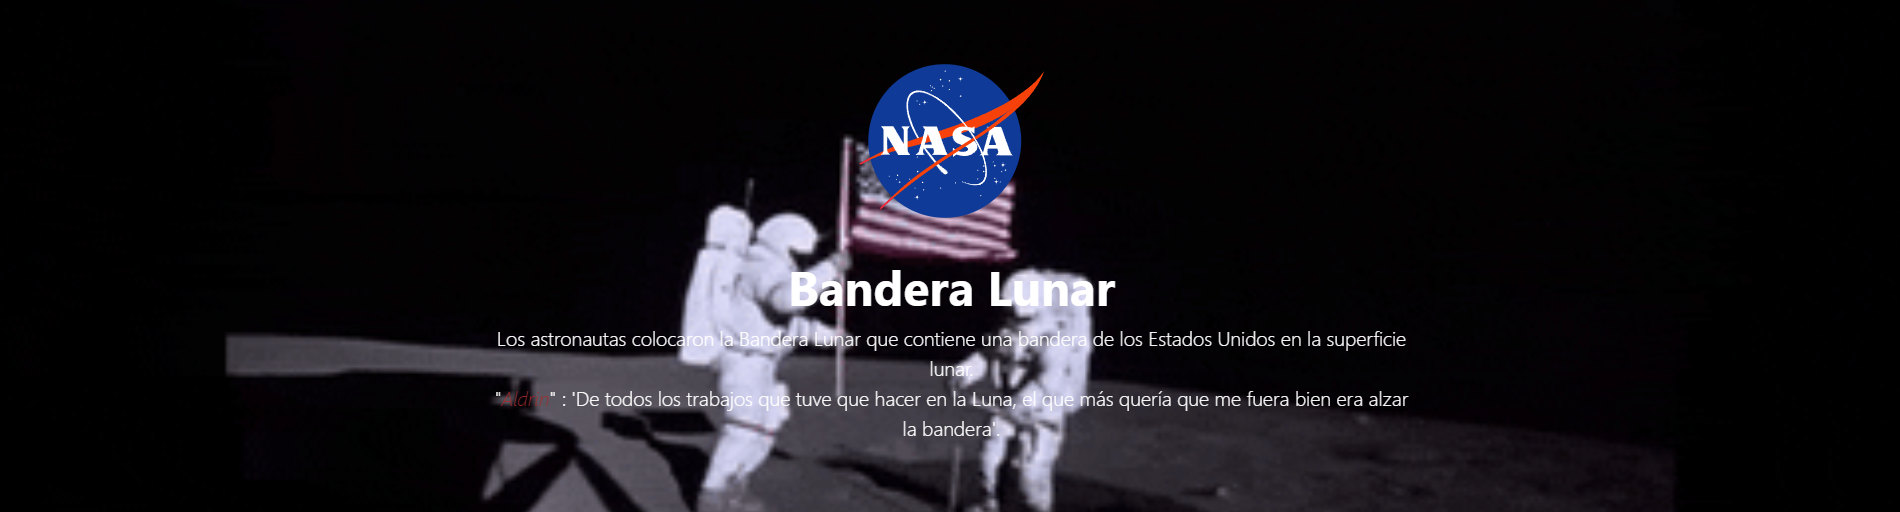 NASA
Bandera Lunar
Los astronautas colocaron la Bandera Lunar que contiene una bandera de los Estados Unidos en la superficie
lunar.
"Aldrin" : 'De todos los trabajos que tuve que hacer en la Luna, el que más quería que me fuera bien era alzar
la bandera'.